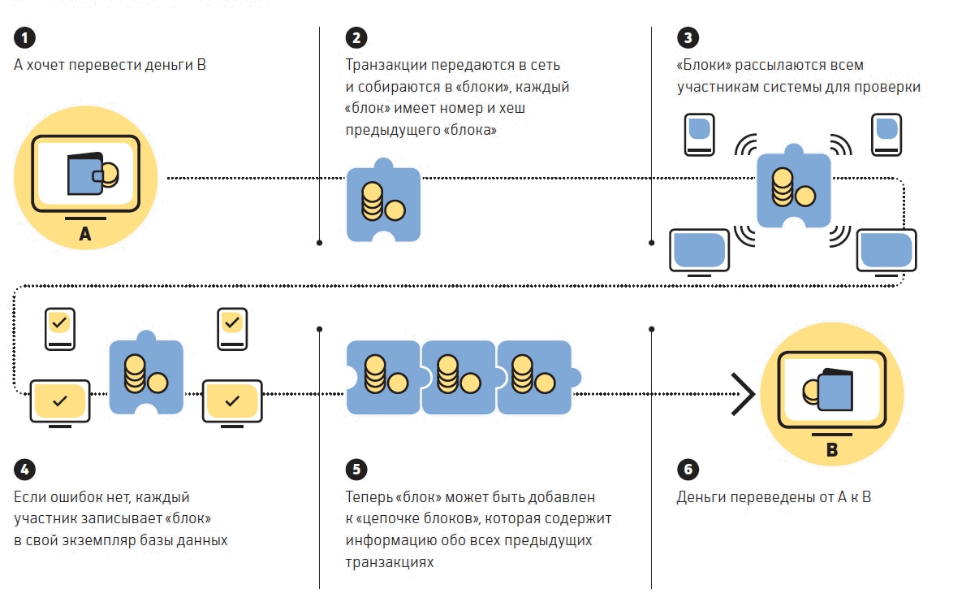 1
А хочет перевести деньги В
А
2
Транзакции передаются в сеть
и собираются в «блоки», каждый
«блок» имеет номер и хеш
предыдущего «блока»
3
«Блоки» рассылаются всем
участникам системы для проверки
4
Если ошибок нет, каждый
участник записывает «блок»
в свой экземпляр базы данных
5
Теперь «блок» может быть добавлен
к «цепочке блоков», которая содержит
информацию обо всех предыдущих
транзакциях
В
6
Деньги переведены от А к В